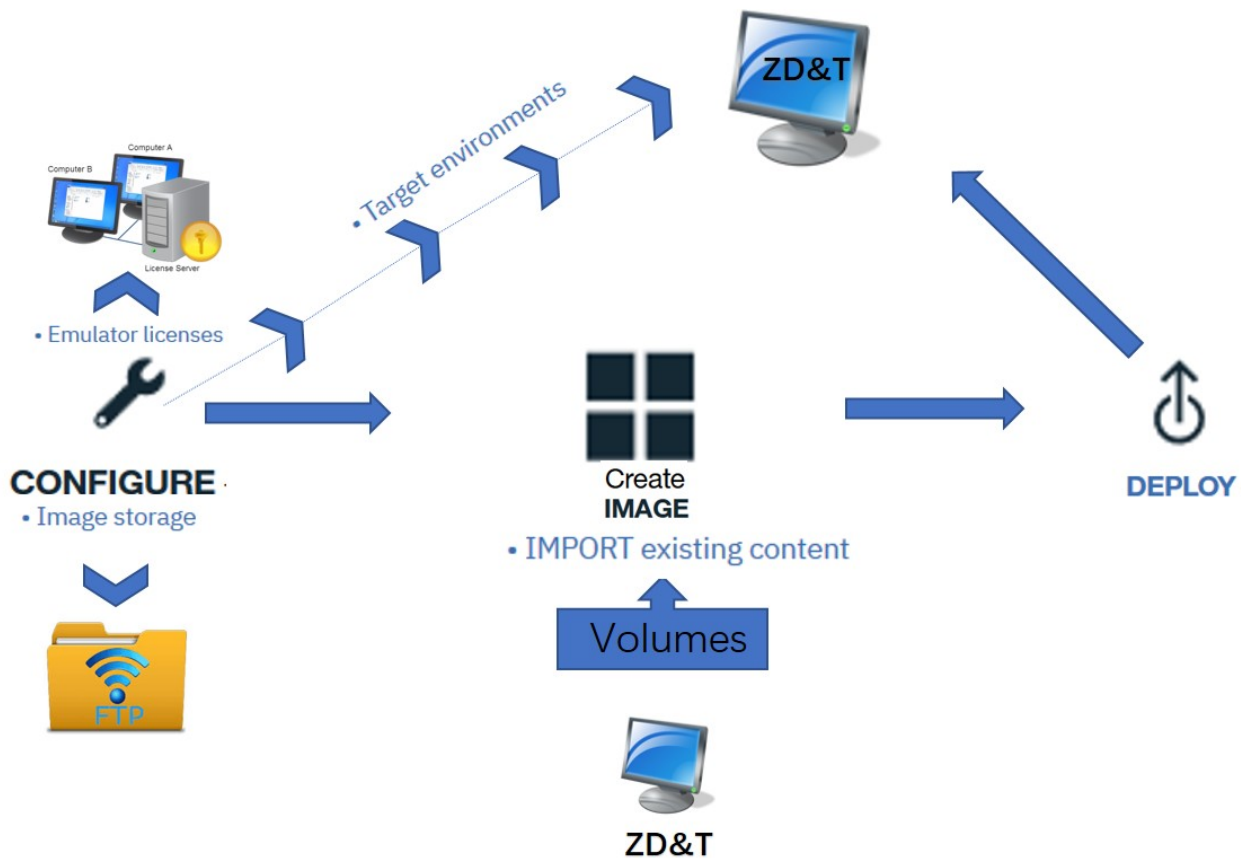 ZD&T
• Target environments
Computer A
Computer B
License Server
• Emulator licenses
CONFIGURE
• Image storage
FTP
Create
IMAGE
• IMPORT existing content
Volumes
ZD&T
DEPLOY